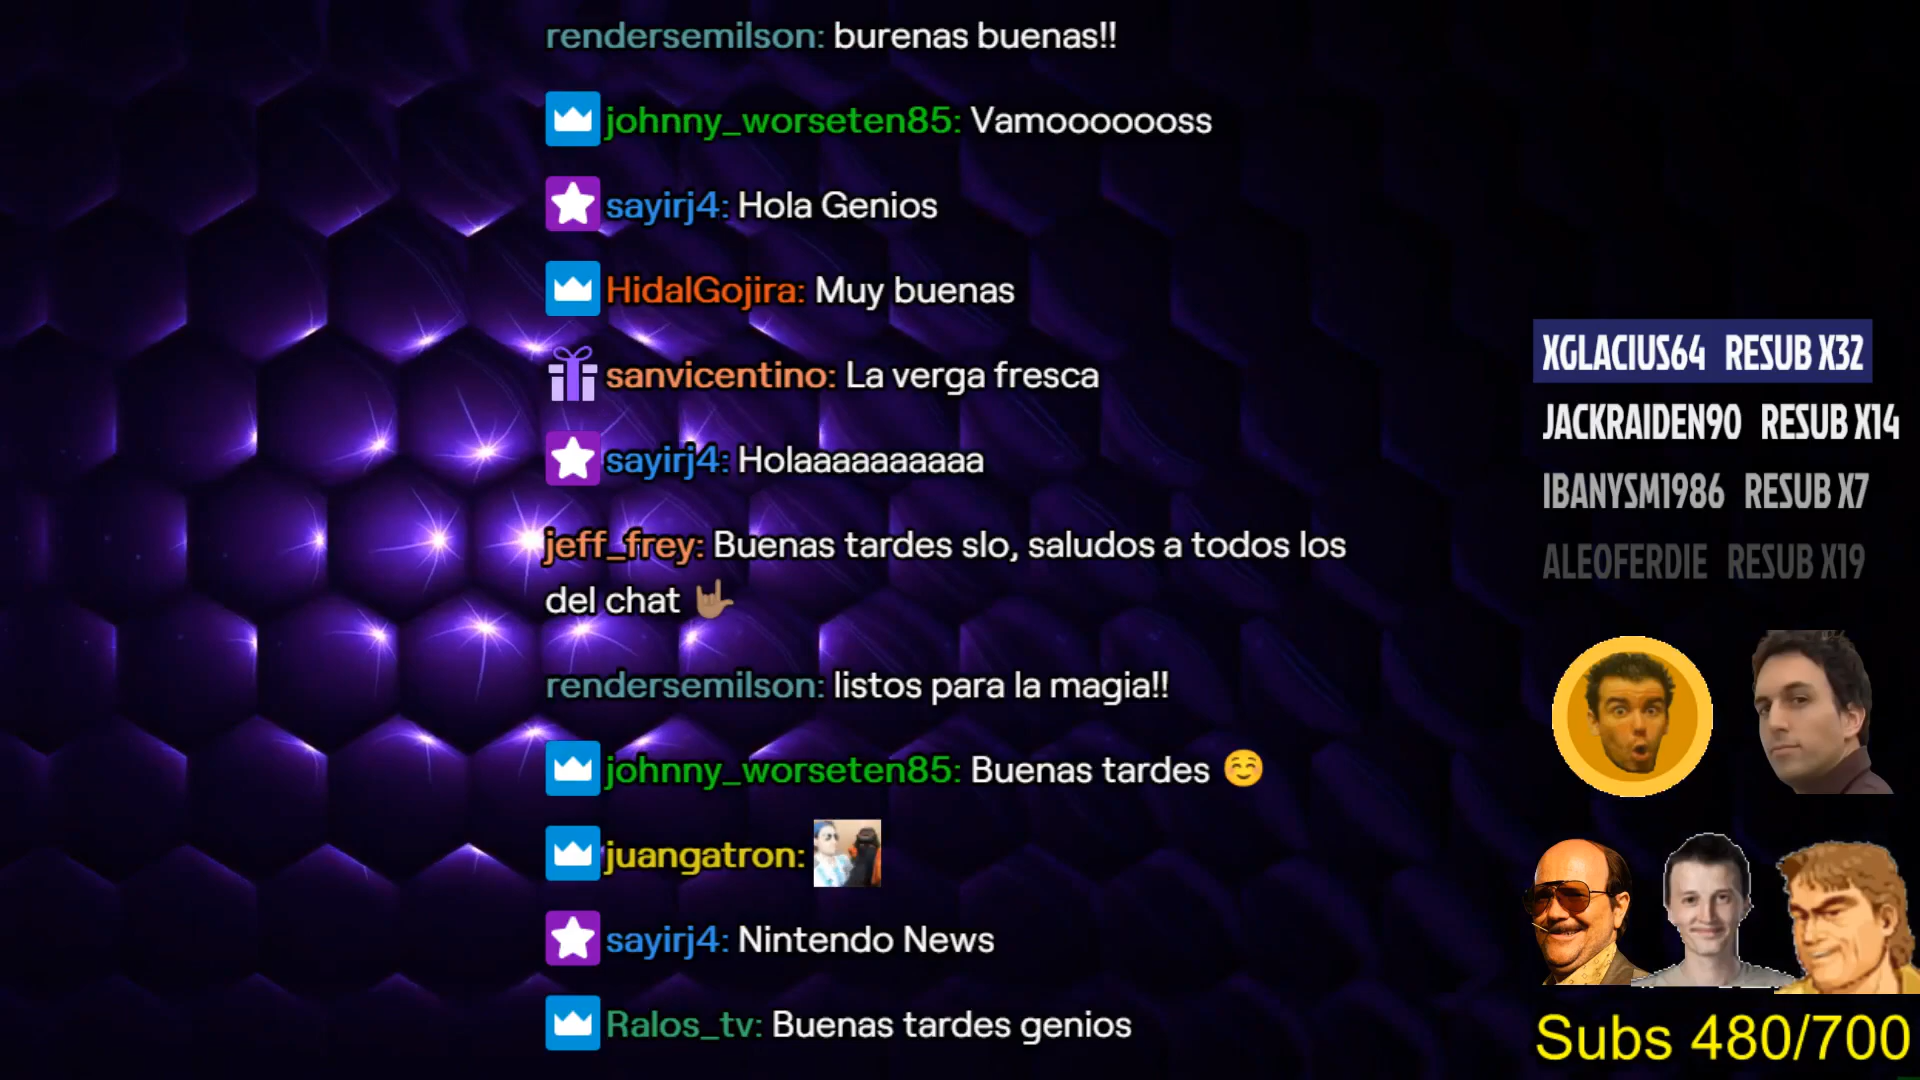 rendersemilson: burenas buenas!!
johnny_worseten85: Vamooooooss
sayirj4: Hola Genios
HidalGojira: Muy buenas
sanvicentino: La verga fresca
sayirj4: Holaaaaaaaaaa
jeff_frey: Buenas tardes slo, saludos a todos los
del chat
rendersemilson: listos para la magia!!
johnny_worseten85: Buenas tardes
juangatron:
sayirj4: Nintendo News
Ralos_tv: Buenas tardes genios
XGLACIUS64 RESUB X32
JACKRAIDEN90 RESUB X14
IBANYSM1986 RESUB X7
ALEOFERDIE RESUB X19
Subs 480/700